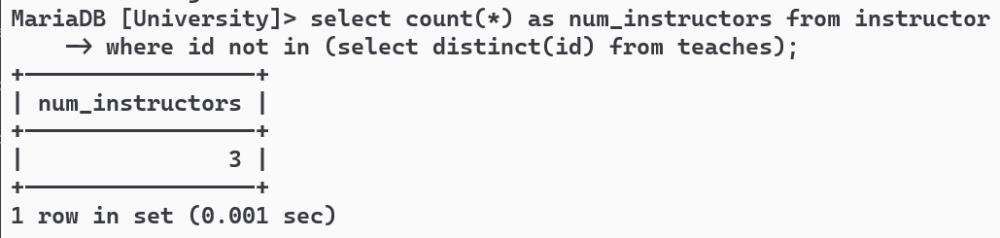 MariaDB [University]> select count(*) as num_instructors from instructor
    -> where id not in (select distinct(id) from teaches);
+-----------------+
| num_instructors |
+-----------------+
|               3 |
+-----------------+
1 row in set (0.001 sec)